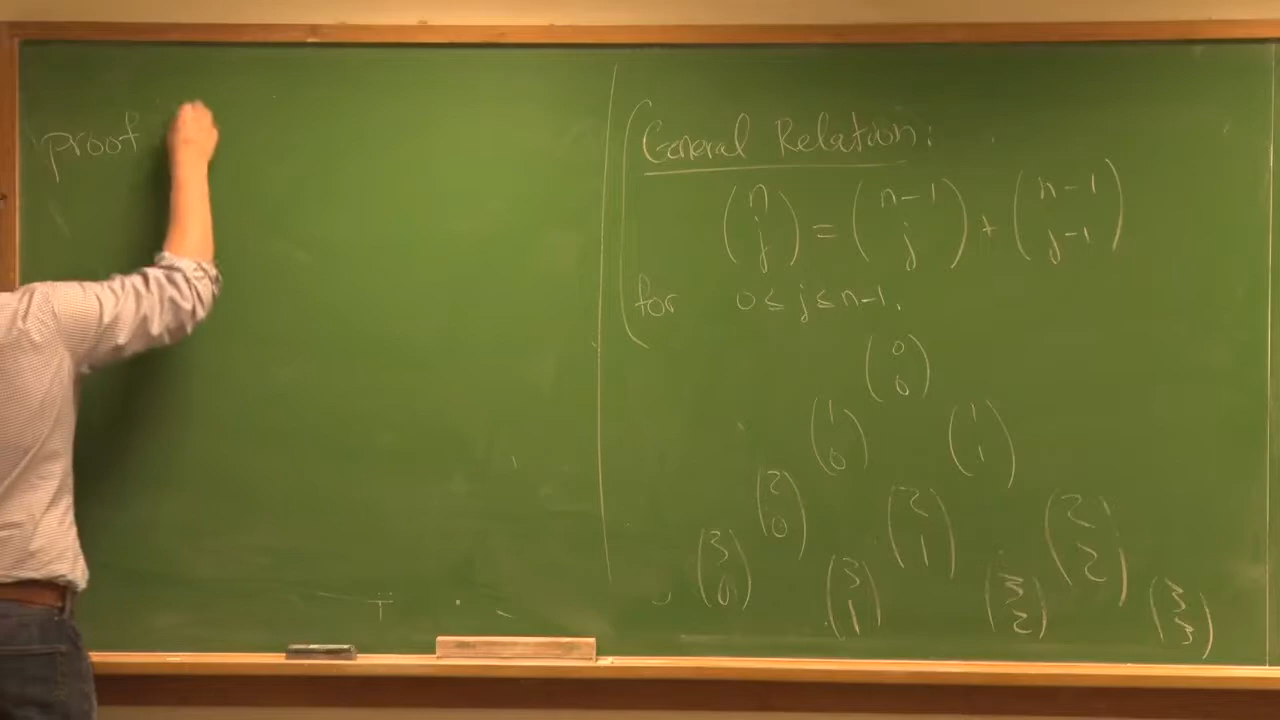 proof
General Relation:
(n j) = (n-1 j) + (n-1 j-1)
for 0 ≤ j ≤ n-1.
(0 0)
(1 0) (1 1)
(2 0) (2 1) (2 2)
(3 0) (3 1) (3 2) (3 3)